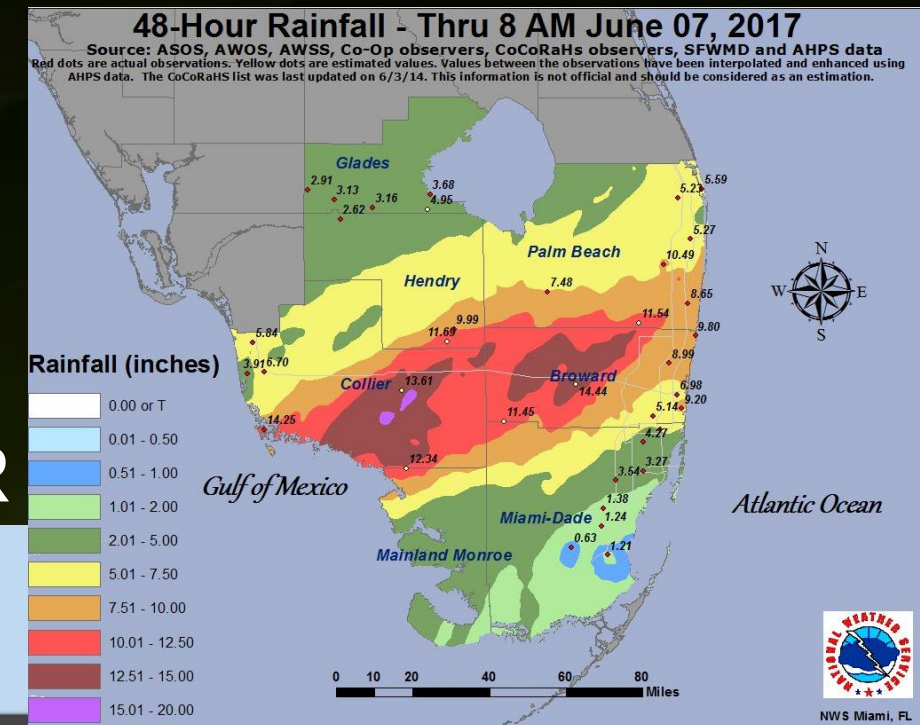 48-Hour Rainfall - Thru 8 AM June 07, 2017
Source: ASOS, AWOS, AWSS, Co-Op observers, CoCoRaHs observers, SFWMD and AHPS data
Red dots are actual observations. Yellow dots are estimated values. Values between the observations have been interpolated and enhanced using
AHPS data. The CoCoRaHS list was last updated on 6/3/14. This information is not official and should be considered as an estimation.
Glades
2.91
3.13
3.16
2.62
3.68
4.95
5.59
5.23
5.27
Palm Beach
10.49
Hendry
7.48
8.65
N
W
E
S
11.54
9.99
11.69
9.80
5.84
3.91
6.70
8.99
Rainfall (inches)
Collier
13.61
Broward
14.44
6.98
9.20
5.14
11.45
14.25
4.27
12.34
3.27
3.54
Gulf of Mexico
Atlantic Ocean
1.38
Miami-Dade
1.24
0.63
1.21
Mainland Monroe
0.00 or T
0.01 - 0.50
0.51 - 1.00
1.01 - 2.00
2.01 - 5.00
5.01 - 7.50
7.51 - 10.00
10.01 - 12.50
12.51 - 15.00
15.01 - 20.00
R
0 10 20 40 60 80
Miles
NATIONAL WEATHER SERVICE
NWS Miami, FL